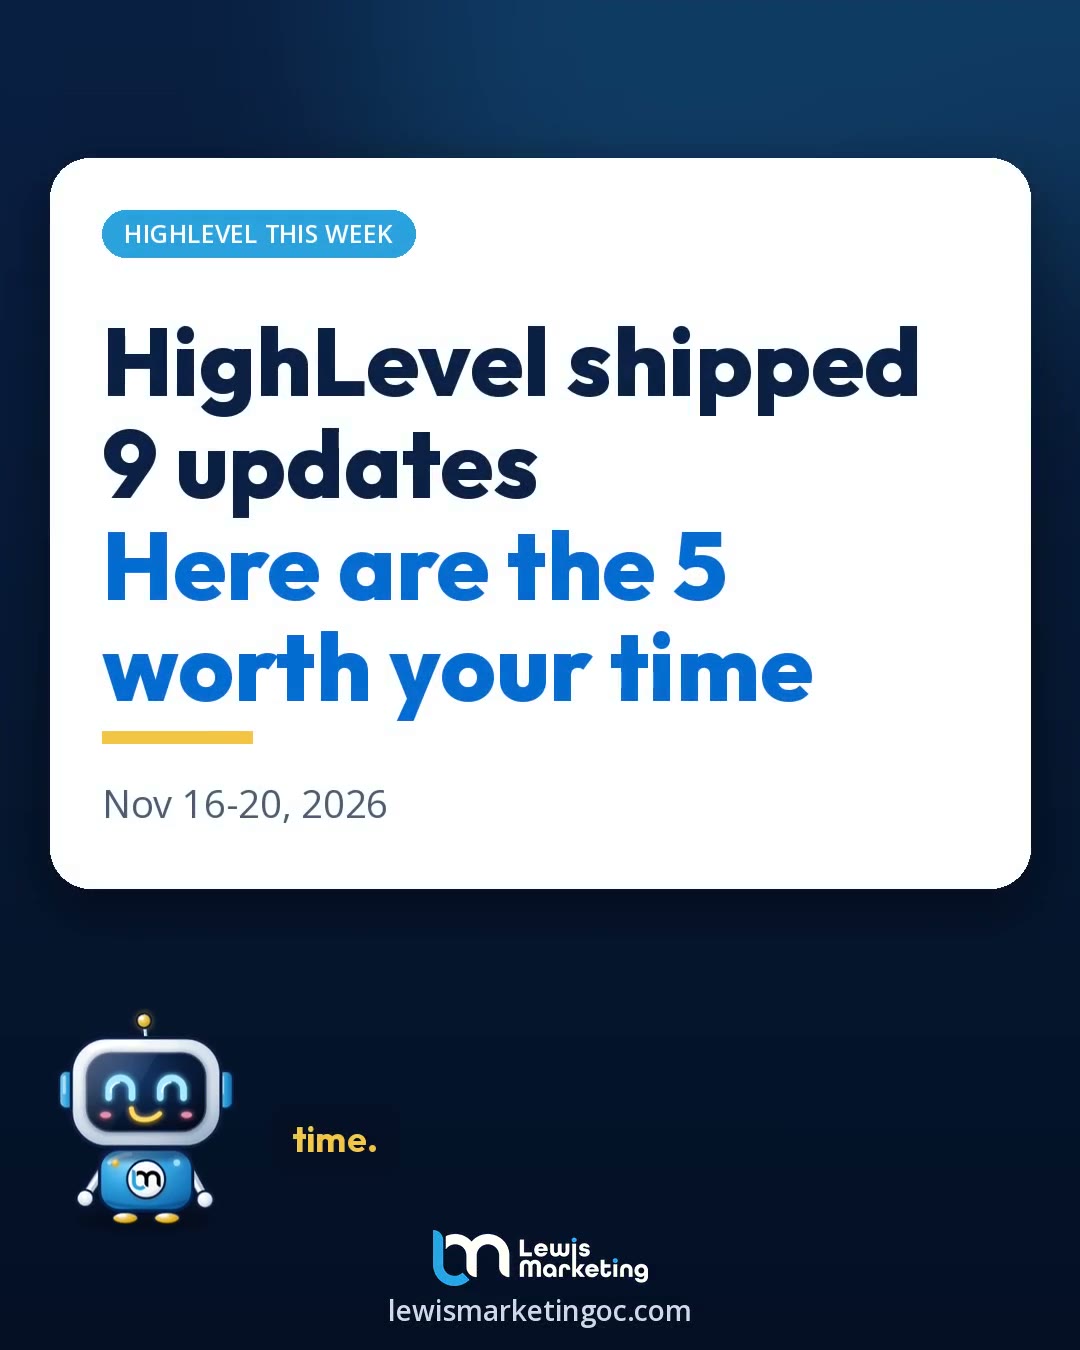 HIGHLEVEL THIS WEEK
HighLevel shipped
9 updates
Here are the 5
worth your time
Nov 16-20, 2026
time.
Lewis
Marketing
lewismarketingoc.com